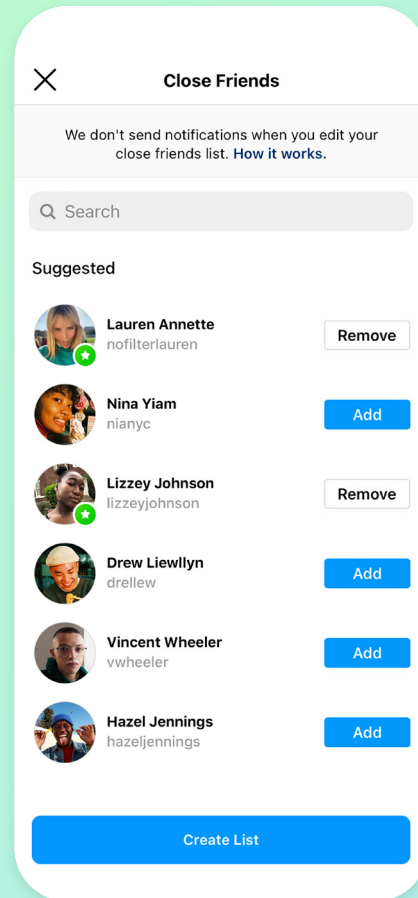 Close Friends
We don't send notifications when you edit your
close friends list. How it works.
Search
Suggested
Lauren Annette
nofilterlauren
Remove
Nina Yiam
nianyc
Add
Lizzey Johnson
lizzeyjohnson
Remove
Drew Liewllyn
drellew
Add
Vincent Wheeler
vwheeler
Add
Hazel Jennings
hazeljennings
Add
Create List